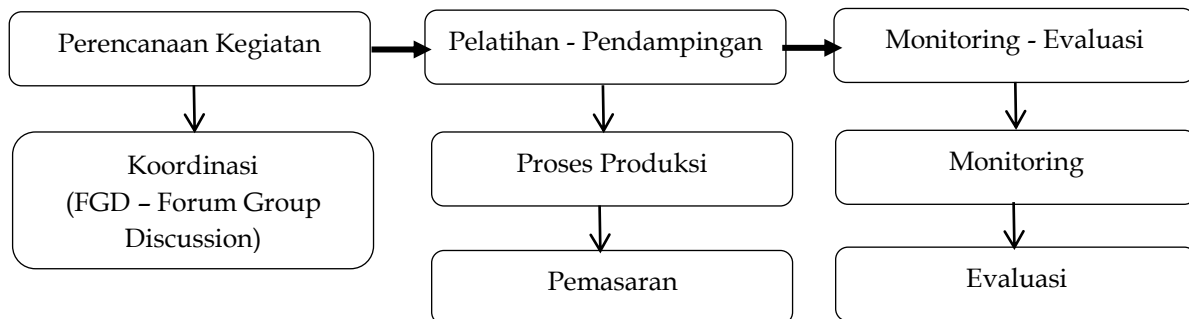 Perencanaan Kegiatan
Pelatihan - Pendampingan
Monitoring - Evaluasi
Koordinasi
(FGD – Forum Group
Discussion)
Proses Produksi
Monitoring
Pemasaran
Evaluasi